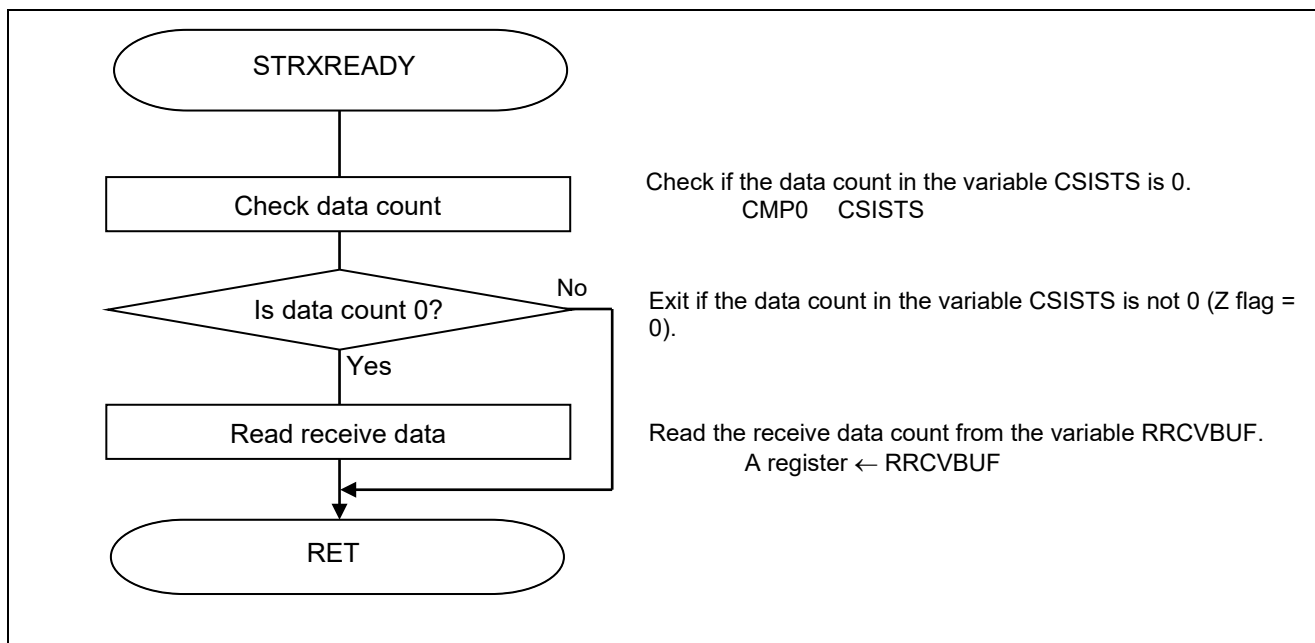 STRXREADY
Check data count
Check if the data count in the variable CSISTS is 0.
CMP0 CSISTS
Is data count 0?
No
Exit if the data count in the variable CSISTS is not 0 (Z flag =
0).
Yes
Read receive data
Read the receive data count from the variable RRCVBUF.
A register ← RRCVBUF
RET